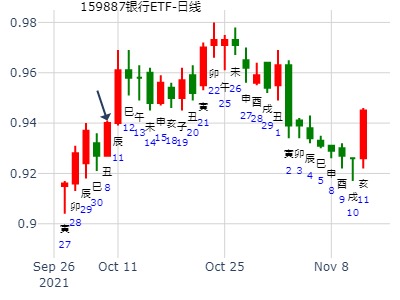 159887银行ETF-日线
0.98
0.96
0.94
0.92
0.9
寅
27
卯
28
辰
29
巳
30
丑
8
辰
11
巳
12
午
13
未
14
申
15
亥
18
子
19
丑
20
寅
21
卯
22
午
25
未
26
申
27
酉
28
戌
29
丑
1
寅
2
卯
3
辰
4
巳
5
申
8
酉
9
戌
10
亥
11
Sep 26
2021
Oct 11
Oct 25
Nov 8